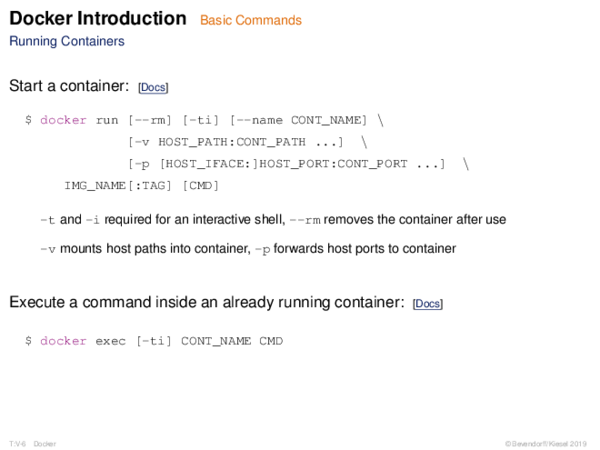 Docker Introduction Basic Commands
Running Containers
Start a container: [Docs]
$ docker run [--rm] [-ti] [--name CONT_NAME] \
[-v HOST_PATH:CONT_PATH ...] \
[-p [HOST_IFACE:]HOST_PORT:CONT_PORT ...] \
IMG_NAME[:TAG] [CMD]
-t and -i required for an interactive shell, --rm removes the container after use
-v mounts host paths into container, -p forwards host ports to container
Execute a command inside an already running container: [Docs]
$ docker exec [-ti] CONT_NAME CMD
T:V-6 Docker
© Bevendorff/Kiesel 2019